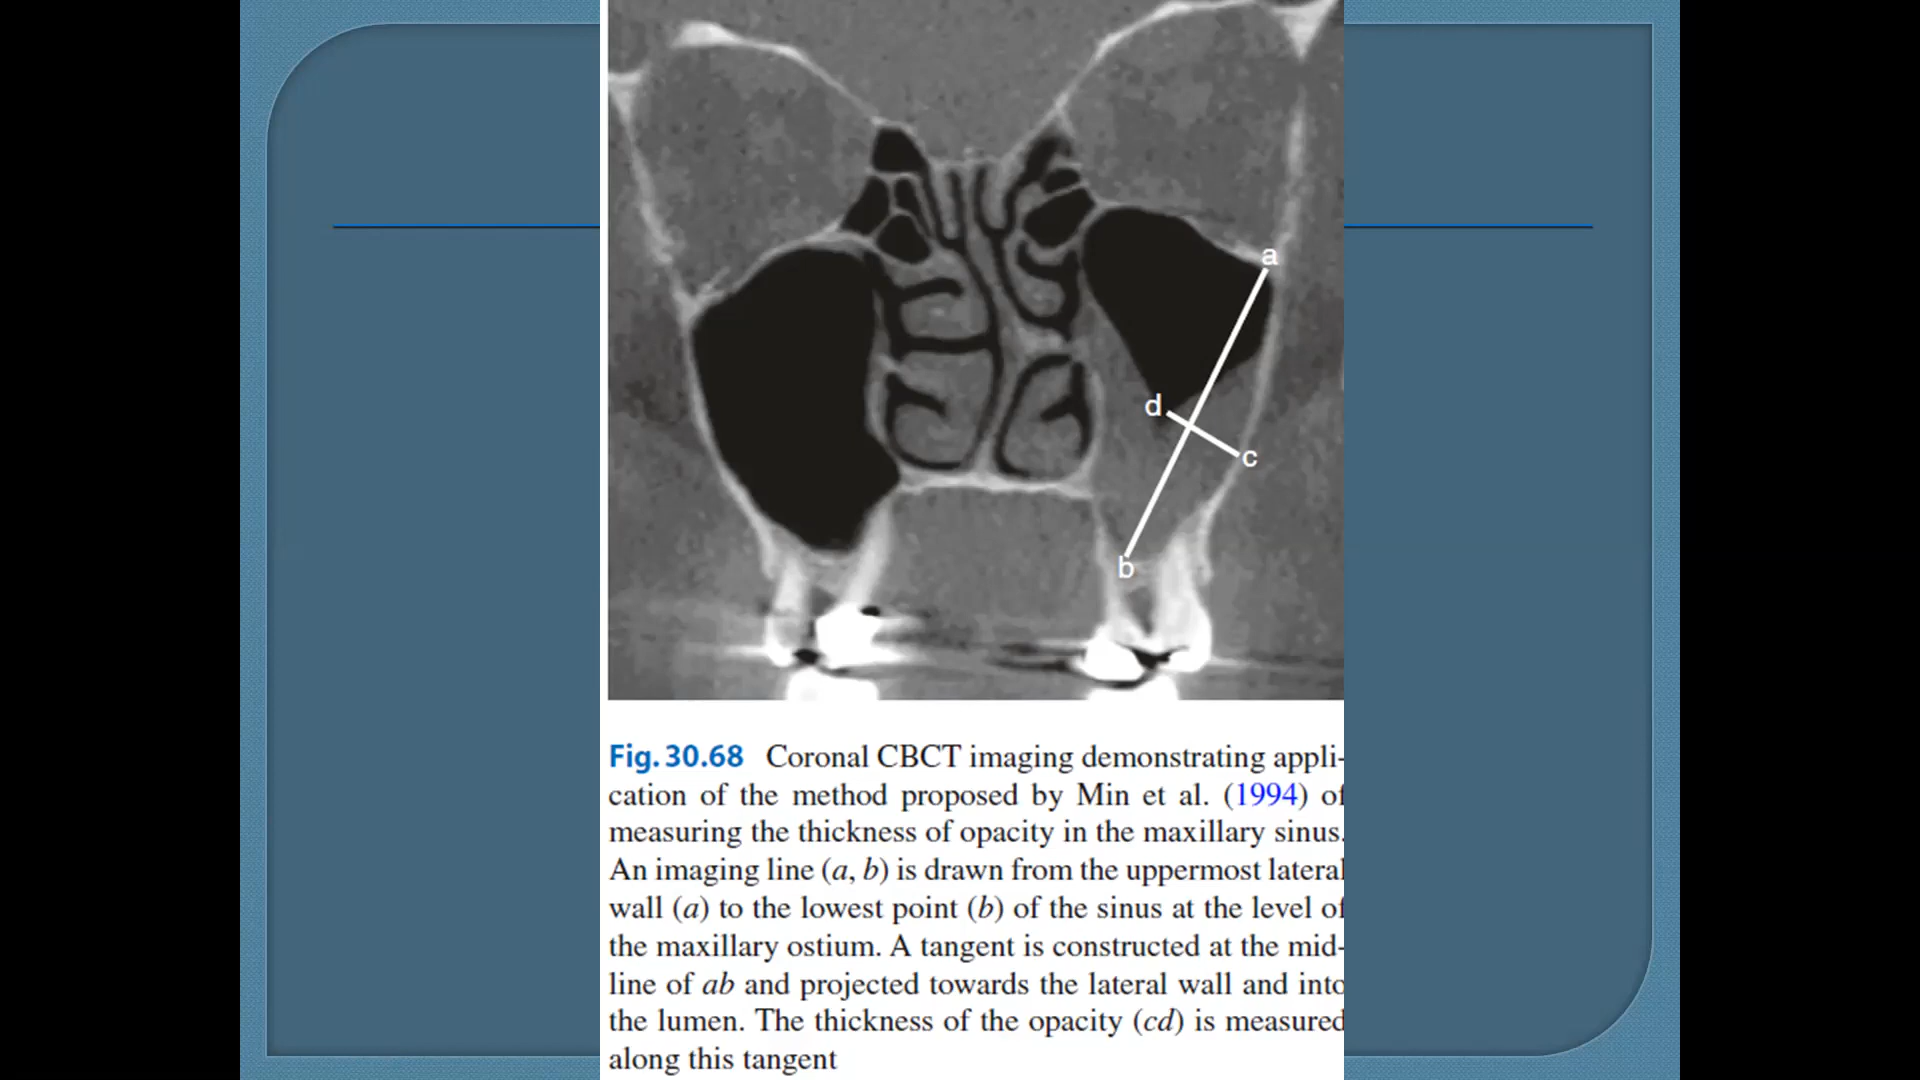 a
d
c
b
Fig. 30.68 Coronal CBCT imaging demonstrating appli-
cation of the method proposed by Min et al. (1994) of
measuring the thickness of opacity in the maxillary sinus.
An imaging line (a, b) is drawn from the uppermost lateral
wall (a) to the lowest point (b) of the sinus at the level of
the maxillary ostium. A tangent is constructed at the mid-
line of ab and projected towards the lateral wall and into
the lumen. The thickness of the opacity (cd) is measured
along this tangent